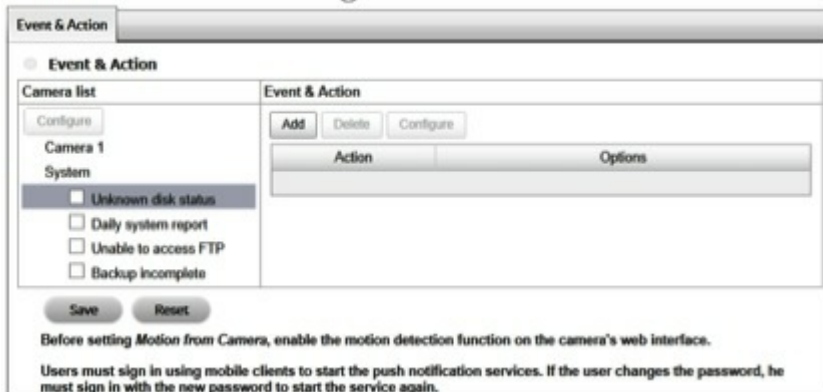 Event & Action
Event & Action
Camera list
Event & Action
Configure
Add Delete Configure
Camera 1
Action Options
System
Unknown disk status
Daily system report
Unable to access FTP
Backup incomplete
Save Reset
Before setting Motion from Camera, enable the motion detection function on the camera's web interface.
Users must sign in using mobile clients to start the push notification services. If the user changes the password, he
must sign in with the new password to start the service again.